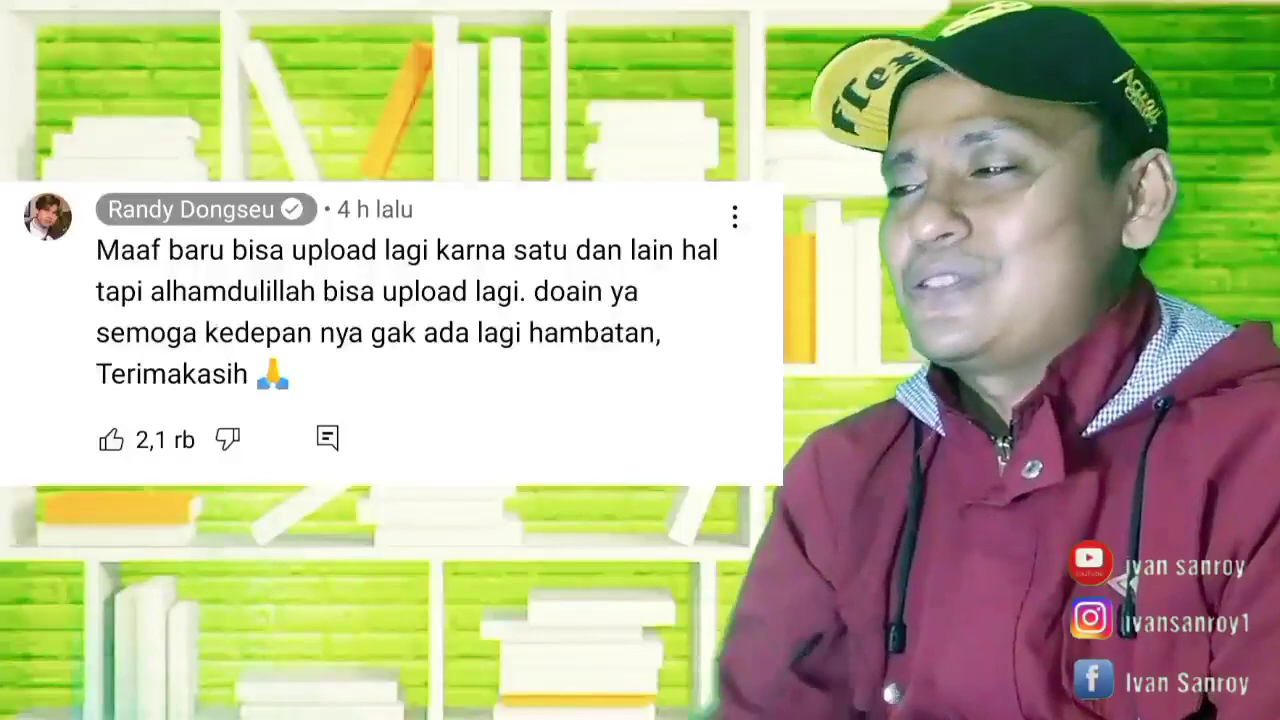 Randy Dongseu • 4 h lalu
Maaf baru bisa upload lagi karna satu dan lain hal
tapi alhamdulillah bisa upload lagi. doain ya
semoga kedepan nya gak ada lagi hambatan,
Terimakasih 🙏
2,1 rb
ivan sanroy
ivansanroy1
Ivan Sanroy